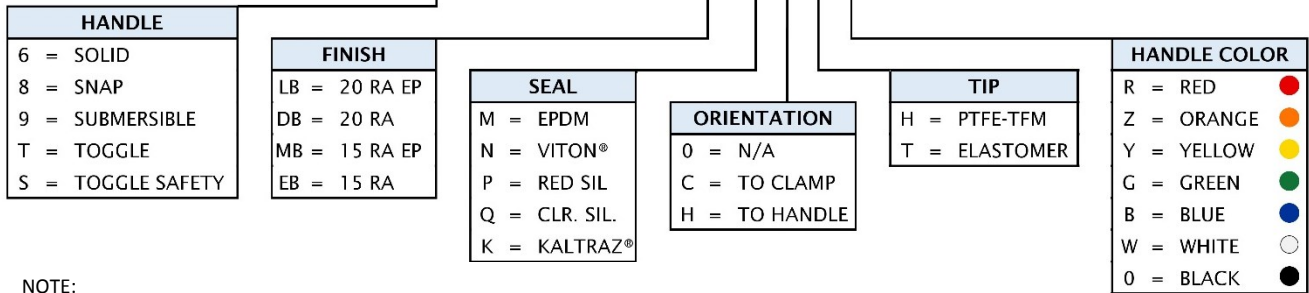 HANDLE
6 = SOLID
8 = SNAP
9 = SUBMERSIBLE
T = TOGGLE
S = TOGGLE SAFETY
FINISH
LB = 20 RA EP
DB = 20 RA
MB = 15 RA EP
EB = 15 RA
SEAL
M = EPDM
N = VITON®
P = RED SIL
Q = CLR. SIL.
K = KALTRAZ®
ORIENTATION
0 = N/A
C = TO CLAMP
H = TO HANDLE
TIP
H = PTFE-TFM
T = ELASTOMER
HANDLE COLOR
R = RED
Z = ORANGE
Y = YELLOW
G = GREEN
B = BLUE
W = WHITE
0 = BLACK
NOTE: